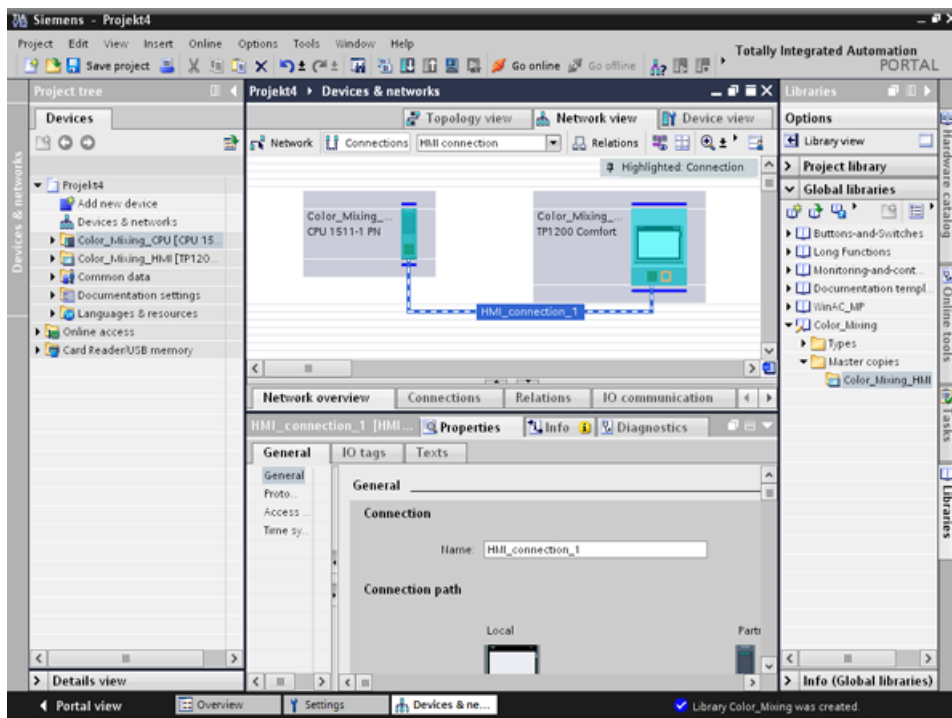 Siemens - Projekt4
Project Edit View Insert Online Options Tools Window Help
Totally Integrated Automation
PORTAL
Save project
Go online
Go offline
Project tree
Devices
Devices & networks
Projekt4
Add new device
Devices & networks
Color_Mixing_CPU [CPU 15...
Color_Mixing_HMI [TP120...
Common data
Documentation settings
Languages & resources
Online access
Card Reader/USB memory
Details view
Projekt4 Devices & networks
Topology view Network view Device view
Network Connections HMI connection Relations
Highlighted: Connection
Color_Mixing_...
CPU 1511-1 PN
Color_Mixing_...
TP1200 Comfort
HMI_connection_1
Network overview Connections Relations IO communication
HMI_connection_1 [HMI... Properties Info Diagnostics
General IO tags Texts
General
Proto...
Access ...
Time sy...
General
Connection
Name: HMI_connection_1
Connection path
Local
Partn
Libraries
Options
Library view
Project library
Global libraries
Buttons-and-Switches
Long Functions
Monitoring-and-cont...
Documentation templ...
WinAC_MP
Color_Mixing
Types
Master copies
Color_Mixing_HMI
Info (Global libraries)
Hardware catalog
Online tools
Tasks
Libraries
Portal view Overview Settings Devices & ne... Library Color_Mixing was created.